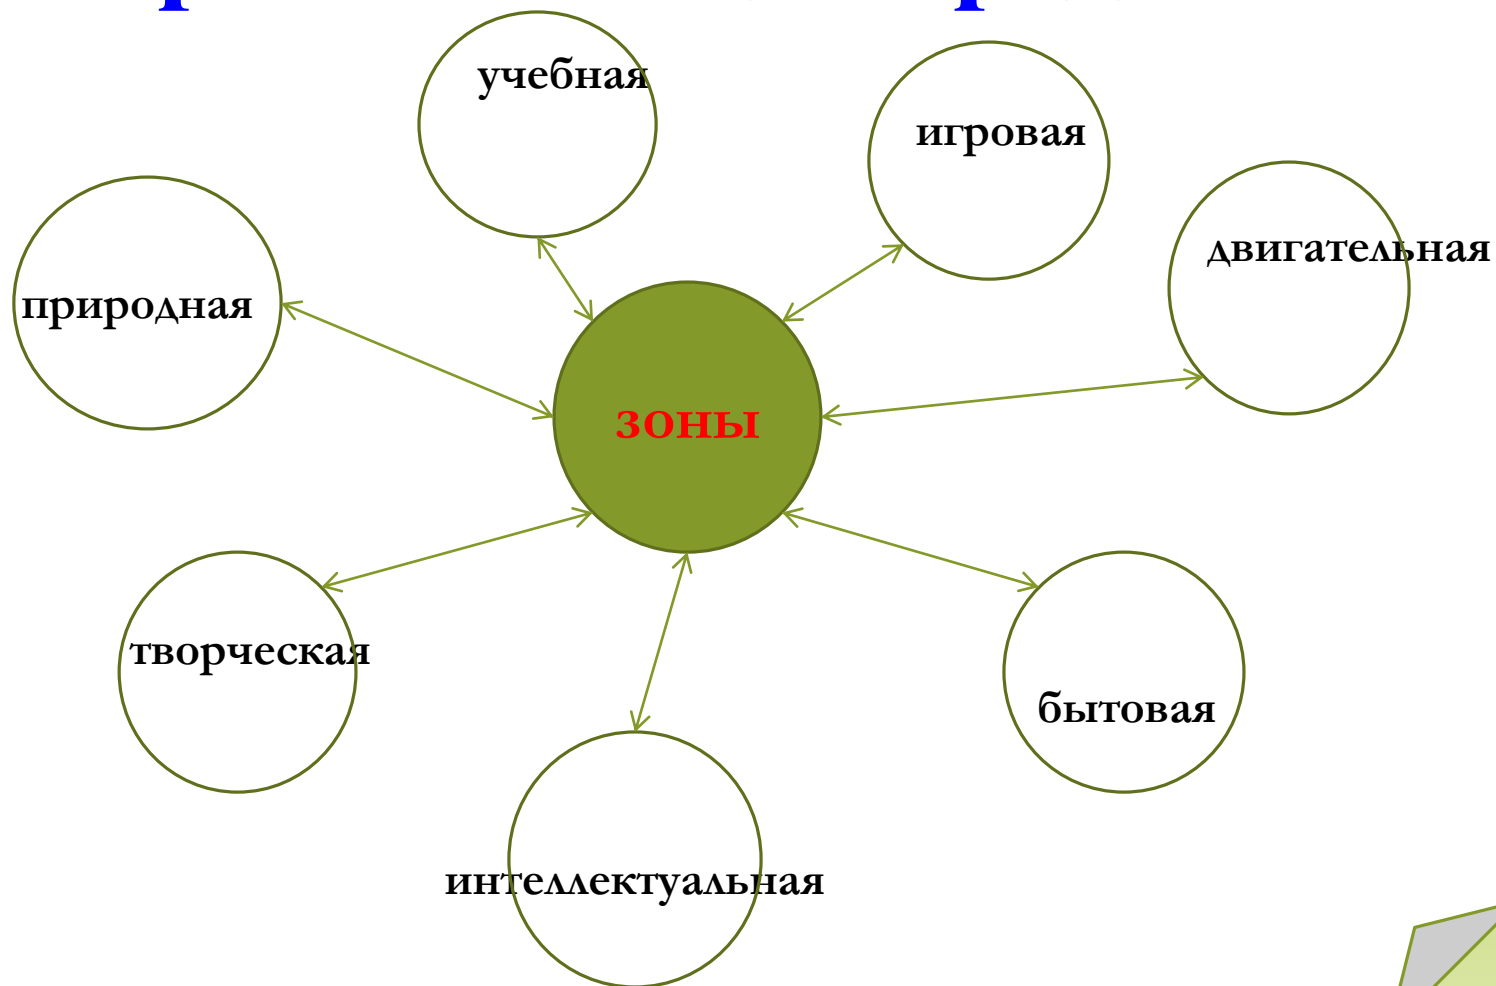 учебная
игровая
двигательная
природная
зоны
творческая
бытовая
интеллектуальная